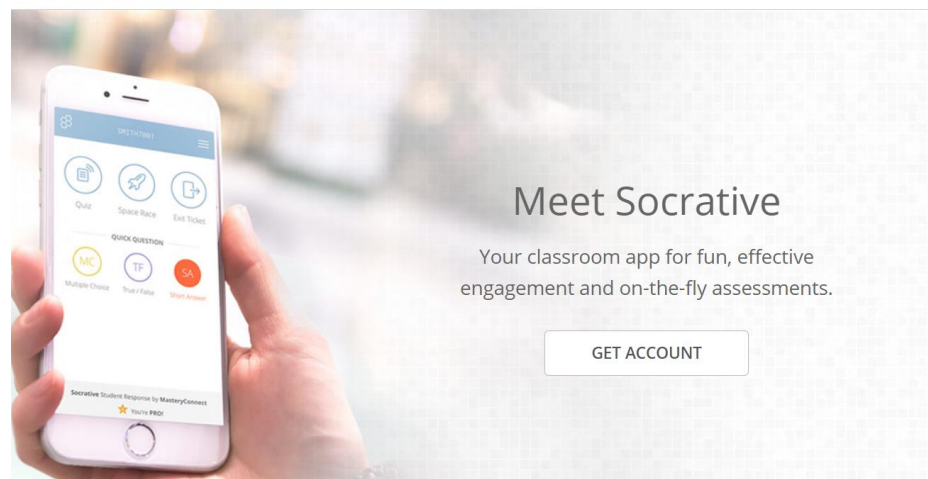 SMITH7001
Quiz
Space Race
Exit Ticket
QUICK QUESTION
MC
TF
SA
Multiple Choice
True / False
Short Answer
Socrative Student Response by MasteryConnect
You're PRO!
Meet Socrative
Your classroom app for fun, effective
engagement and on-the-fly assessments.
GET ACCOUNT